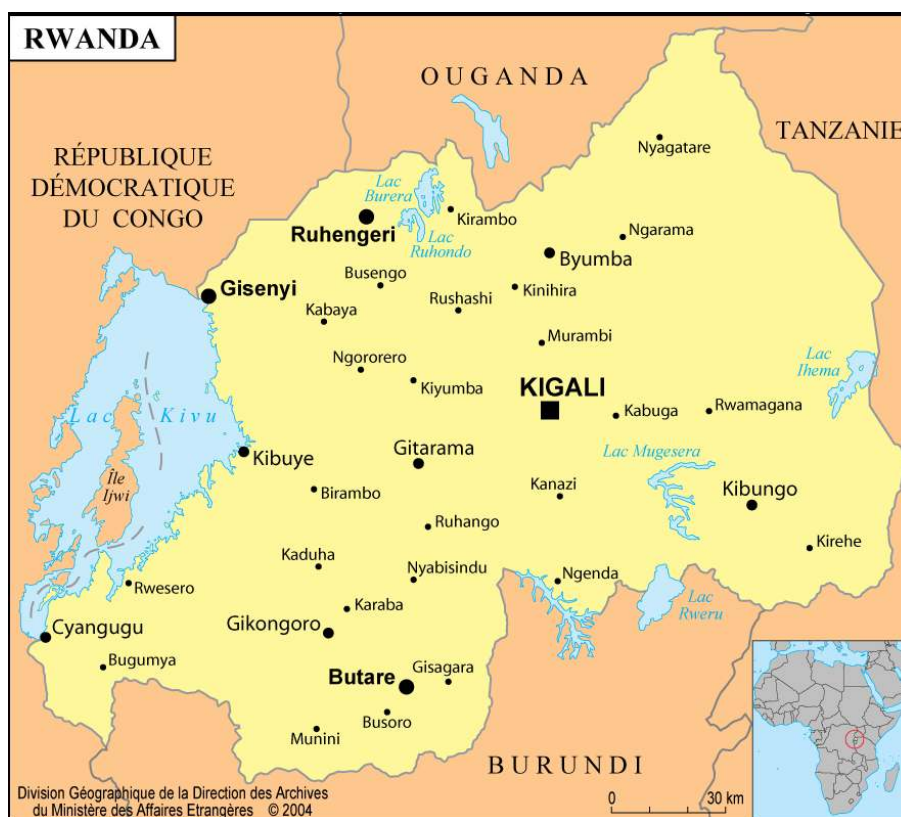 RWANDA
OUGANDA
TANZANIE
RÉPUBLIQUE
DÉMOCRATIQUE
DU CONGO
Nyagatare
Lac
Burera
Kirambo
Ruhengeri
Lac
Ruhondo
Ngarama
Byumba
Busengo
Gisenyi
Kinihira
Rushashi
Kabaya
Murambi
Ngororero
Lac
Ihema
Kiyumba
KIGALI
Lac Kivu
Kabuga
Rwamagana
Gitarama
Lac Mugesera
Kibuye
Île
Ijwi
Birambo
Kanazi
Kibungo
Ruhango
Kirehe
Kaduha
Nyabisindu
Ngenda
Rwesero
Lac
Rweru
Karaba
Cyangugu
Gikongoro
Bugumya
Butare
Gisagara
Busoro
Munini
BURUNDI
Division Géographique de la Direction des Archives
du Ministère des Affaires Etrangères © 2004
0 30 km